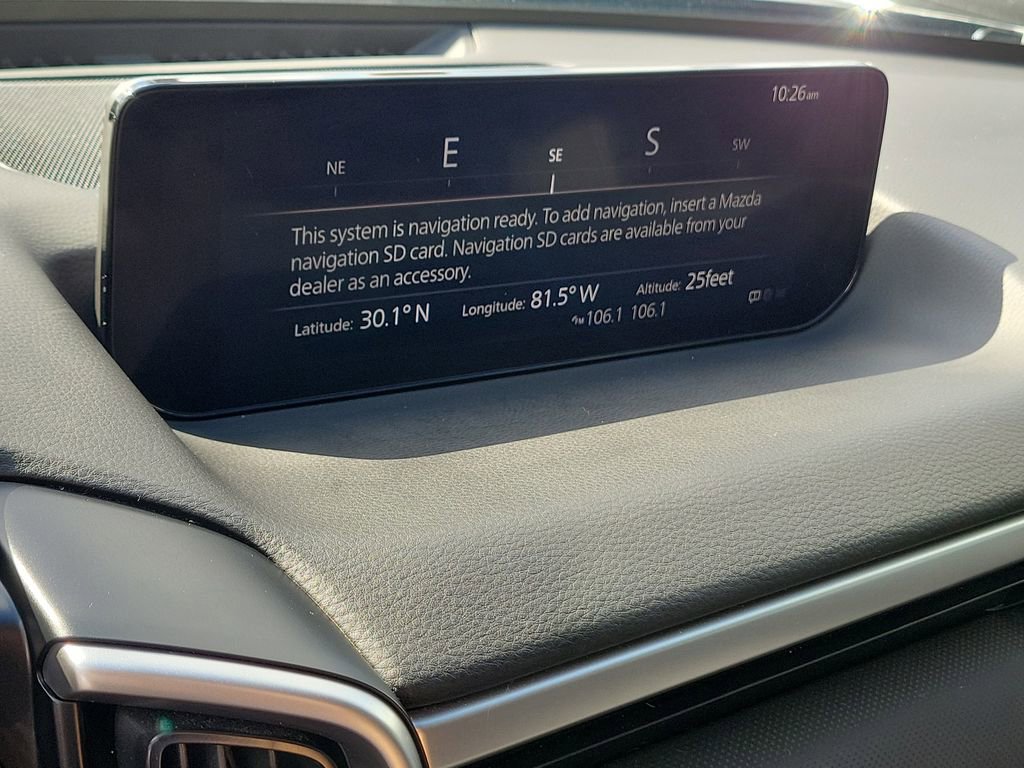 10:26am
NE E SE S SW
This system is navigation ready. To add navigation, insert a Mazda
navigation SD card. Navigation SD cards are available from your
dealer as an accessory.
Latitude: 30.1° N Longitude: 81.5° W Altitude: 25feet
FM 106.1 106.1